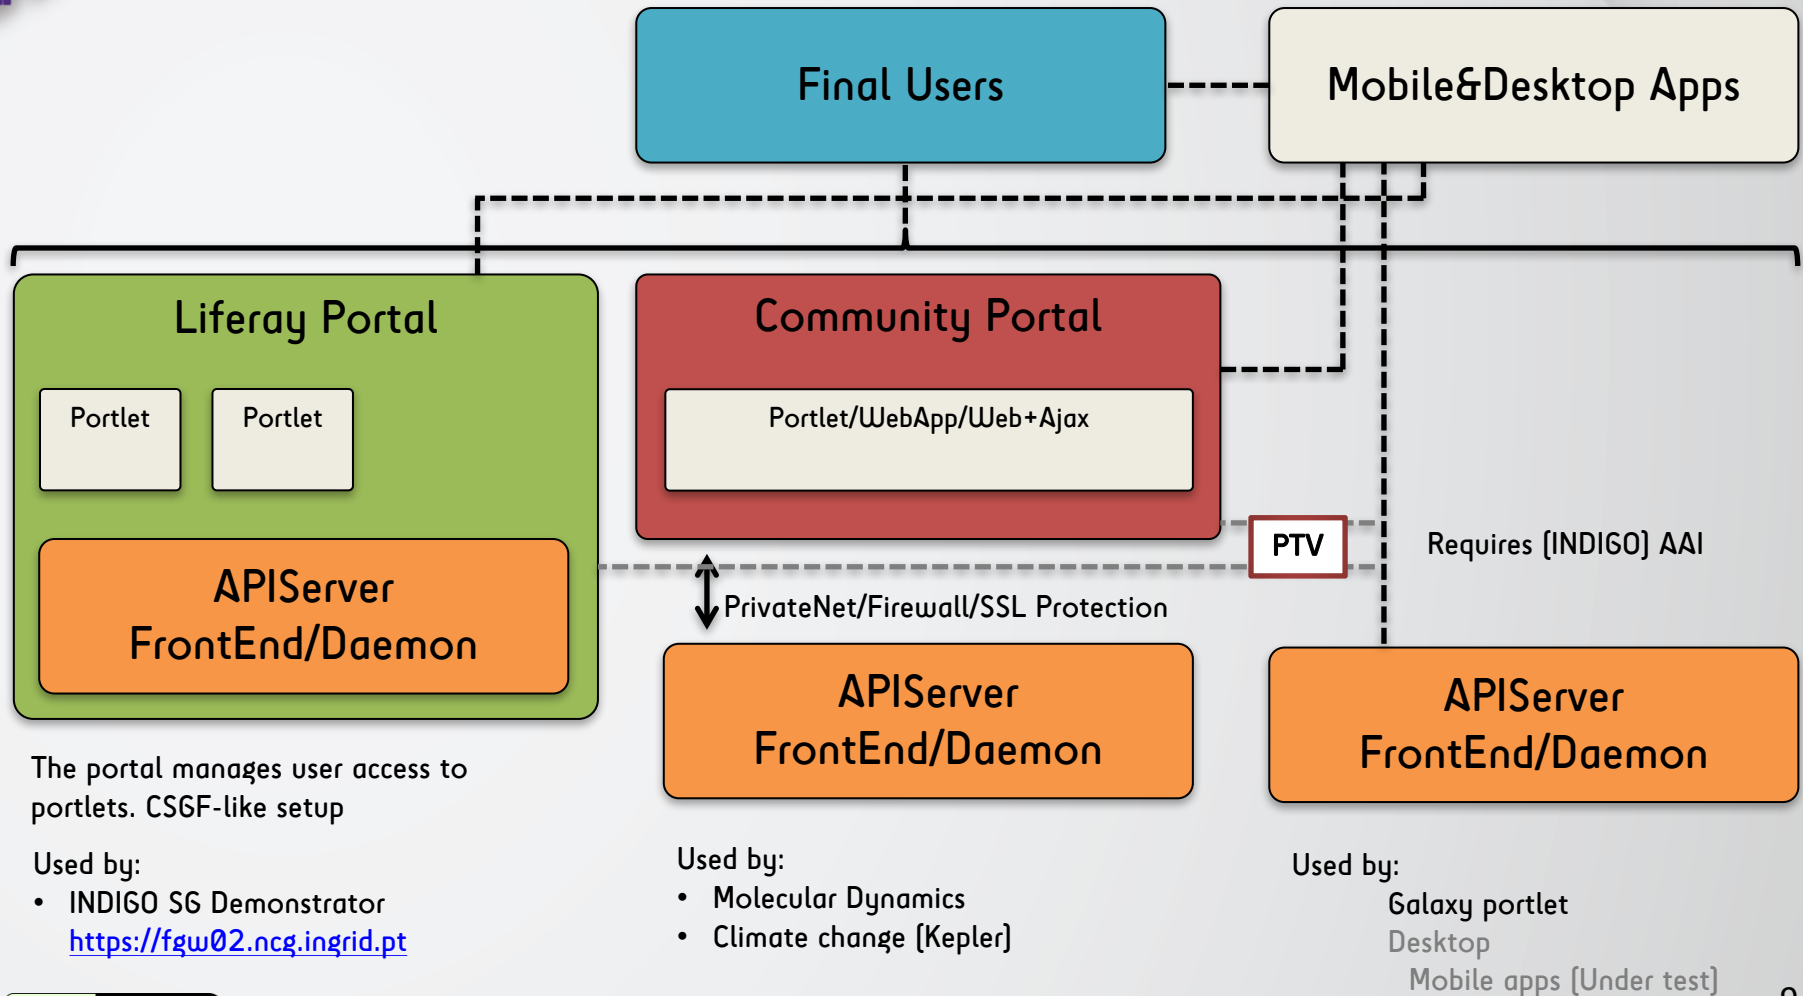 Final Users
Mobile&Desktop Apps
Liferay Portal
Portlet
Portlet
APIServer
FrontEnd/Daemon
The portal manages user access to
portlets. CSGF-like setup
Used by:
• INDIGO SG Demonstrator
https://fgw02.ncg.ingrid.pt
Community Portal
Portlet/WebApp/Web+Ajax
PrivateNet/Firewall/SSL Protection
APIServer
FrontEnd/Daemon
Used by:
• Molecular Dynamics
• Climate change (Kepler)
PTV
Requires (INDIGO) AAI
APIServer
FrontEnd/Daemon
Used by:
Galaxy portlet
Desktop
Mobile apps (Under test)